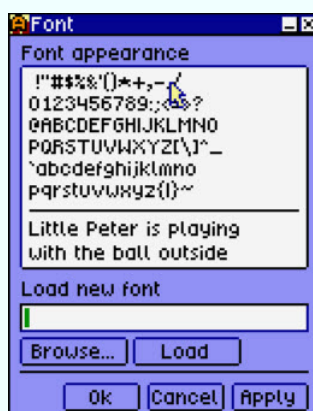 Font
Font appearance
!"#$%&'()*+,-./
0123456789:;<=>?
@ABCDEFGHIJKLMNO
PQRSTUVWXYZ[\]^_
`abcdefghijklmno
pqrstuvwxyz{|}~
Little Peter is playing
with the ball outside
Load new font
Browse... Load
Ok Cancel Apply